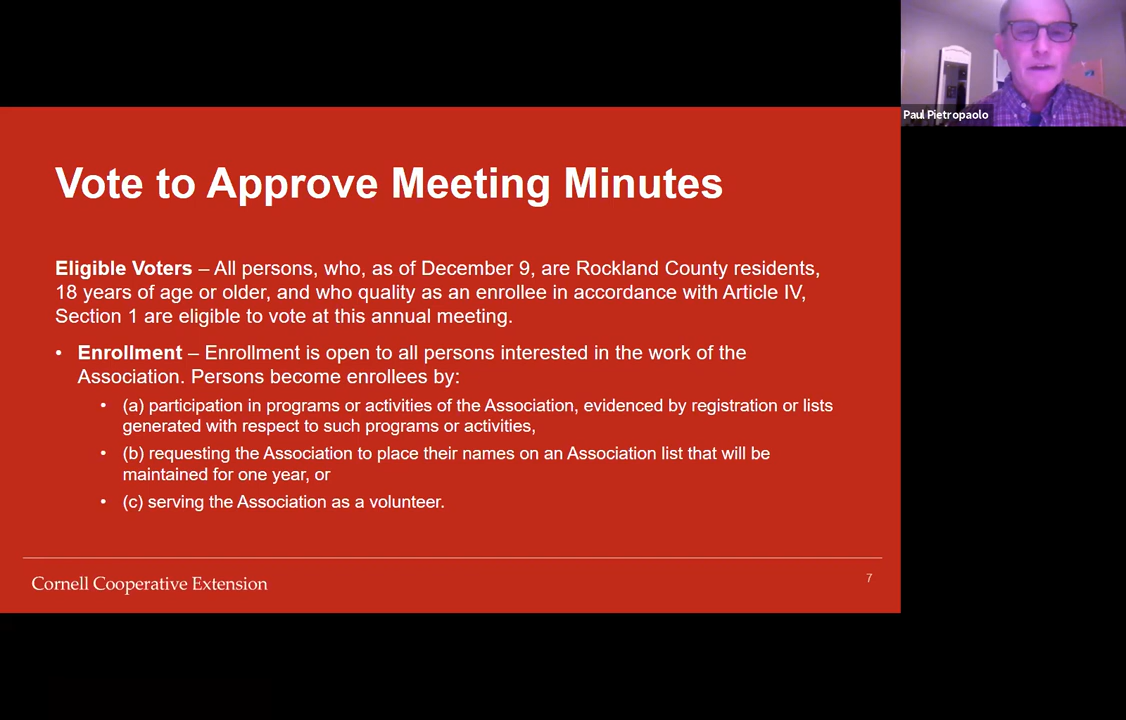 Paul Pietropaolo
Vote to Approve Meeting Minutes
Eligible Voters – All persons, who, as of December 9, are Rockland County residents,
18 years of age or older, and who quality as an enrollee in accordance with Article IV,
Section 1 are eligible to vote at this annual meeting.
• Enrollment – Enrollment is open to all persons interested in the work of the
Association. Persons become enrollees by:
• (a) participation in programs or activities of the Association, evidenced by registration or lists
generated with respect to such programs or activities,
• (b) requesting the Association to place their names on an Association list that will be
maintained for one year, or
• (c) serving the Association as a volunteer.
Cornell Cooperative Extension
7